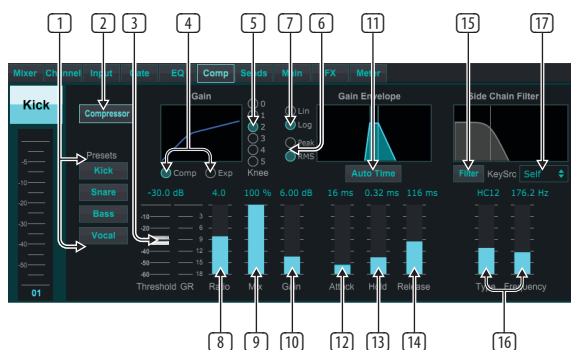 1 2 3 4 5 7 6 11 15 17
Mixer Channel Input Gate EQ Comp Sends Main FX Meter
Kick
Gain
Gain Envelope
Side Chain Filter
Compressor
0
1
2
3
4
5
Knee
Lin
Log
Peak
RMS
Presets
Kick
Snare
Bass
Vocal
Comp Exp
Auto Time
Filter KeySrc Self
-30.0 dB 4.0 100 % 6.00 dB 16 ms 0.32 ms 116 ms HC12 176.2 Hz
-5
-10
-20
-30
-40
-50
01
-10
-20
-30
-40
-50
-60
3
6
9
12
15
18
Threshold GR Ratio Mix Gain Attack Hold Release Type Frequency
8 9 10 12 13 14 16